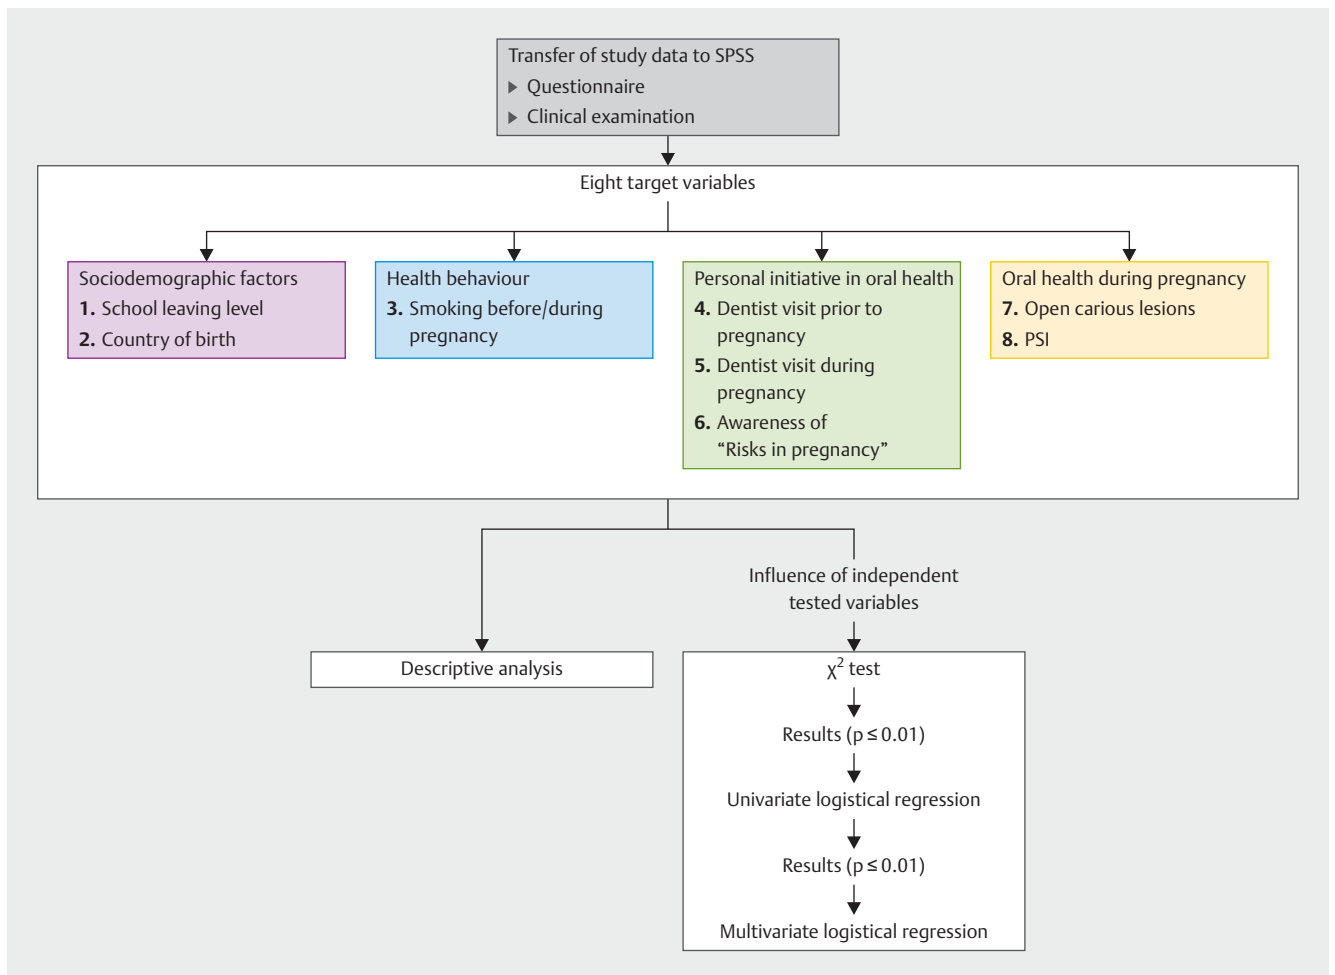 Transfer of study data to SPSS
Questionnaire
Clinical examination
Eight target variables
Sociodemographic factors
1. School leaving level
2. Country of birth
Health behaviour
3. Smoking before/during
pregnancy
Personal initiative in oral health
4. Dentist visit prior to
pregnancy
5. Dentist visit during
pregnancy
6. Awareness of
“Risks in pregnancy”
Oral health during pregnancy
7. Open carious lesions
8. PSI
Descriptive analysis
Influence of independent
tested variables
χ² test
Results (p ≤ 0.01)
Univariate logistical regression
Results (p ≤ 0.01)
Multivariate logistical regression